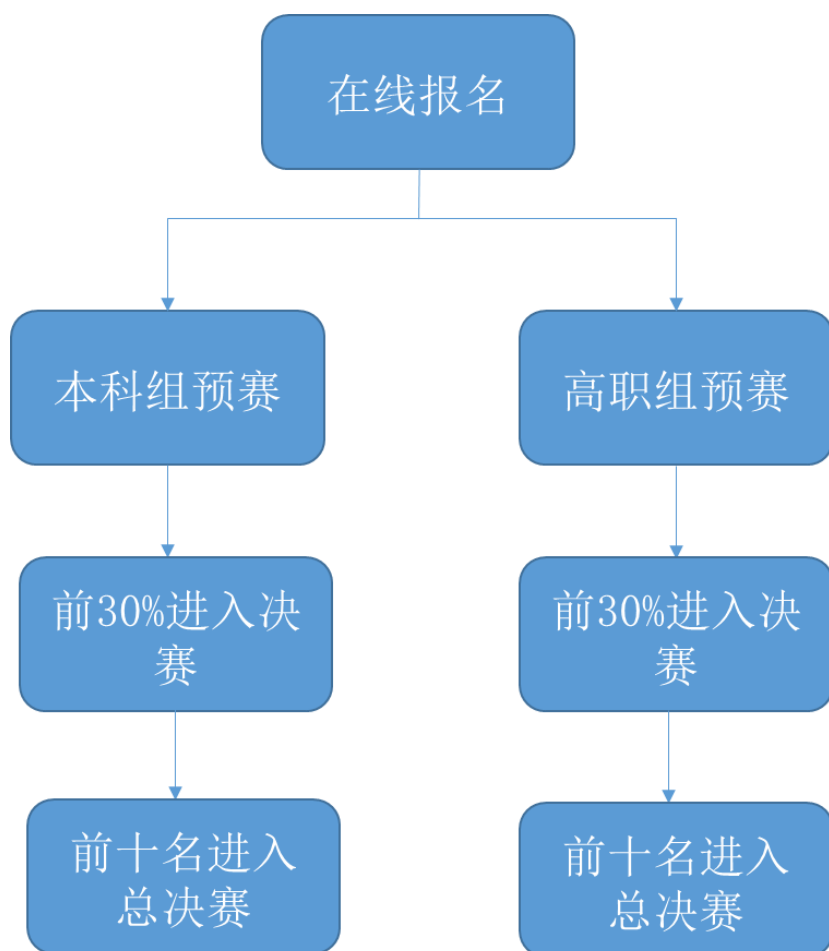 在线报名
本科组预赛
高职组预赛
前30%进入决
赛
前30%进入决
赛
前十名进入
总决赛
前十名进入
总决赛